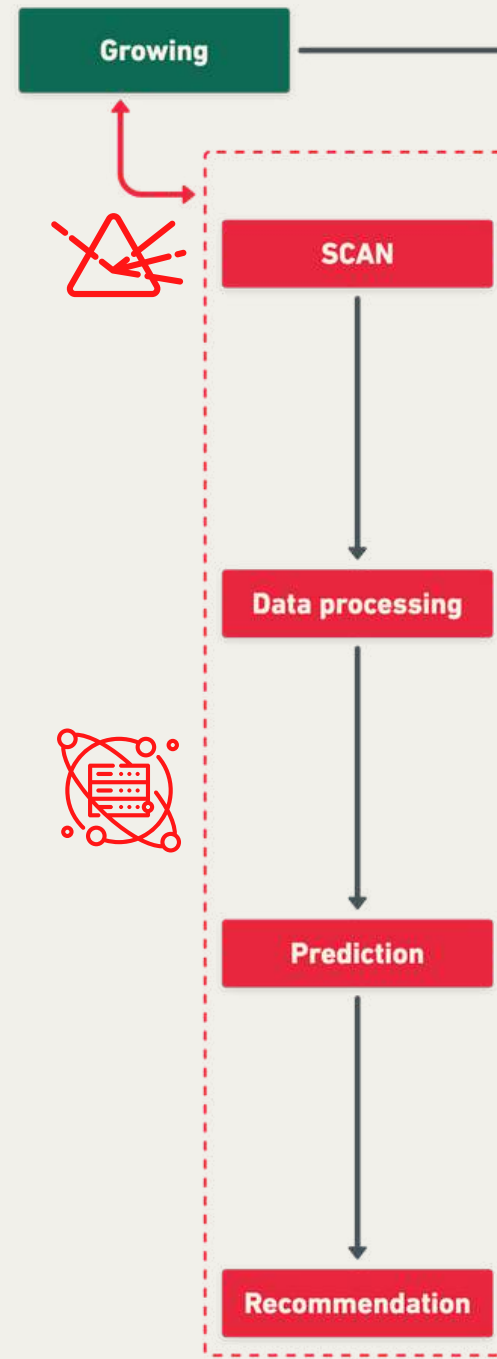 Growing
SCAN
Data processing
Prediction
Recommendation